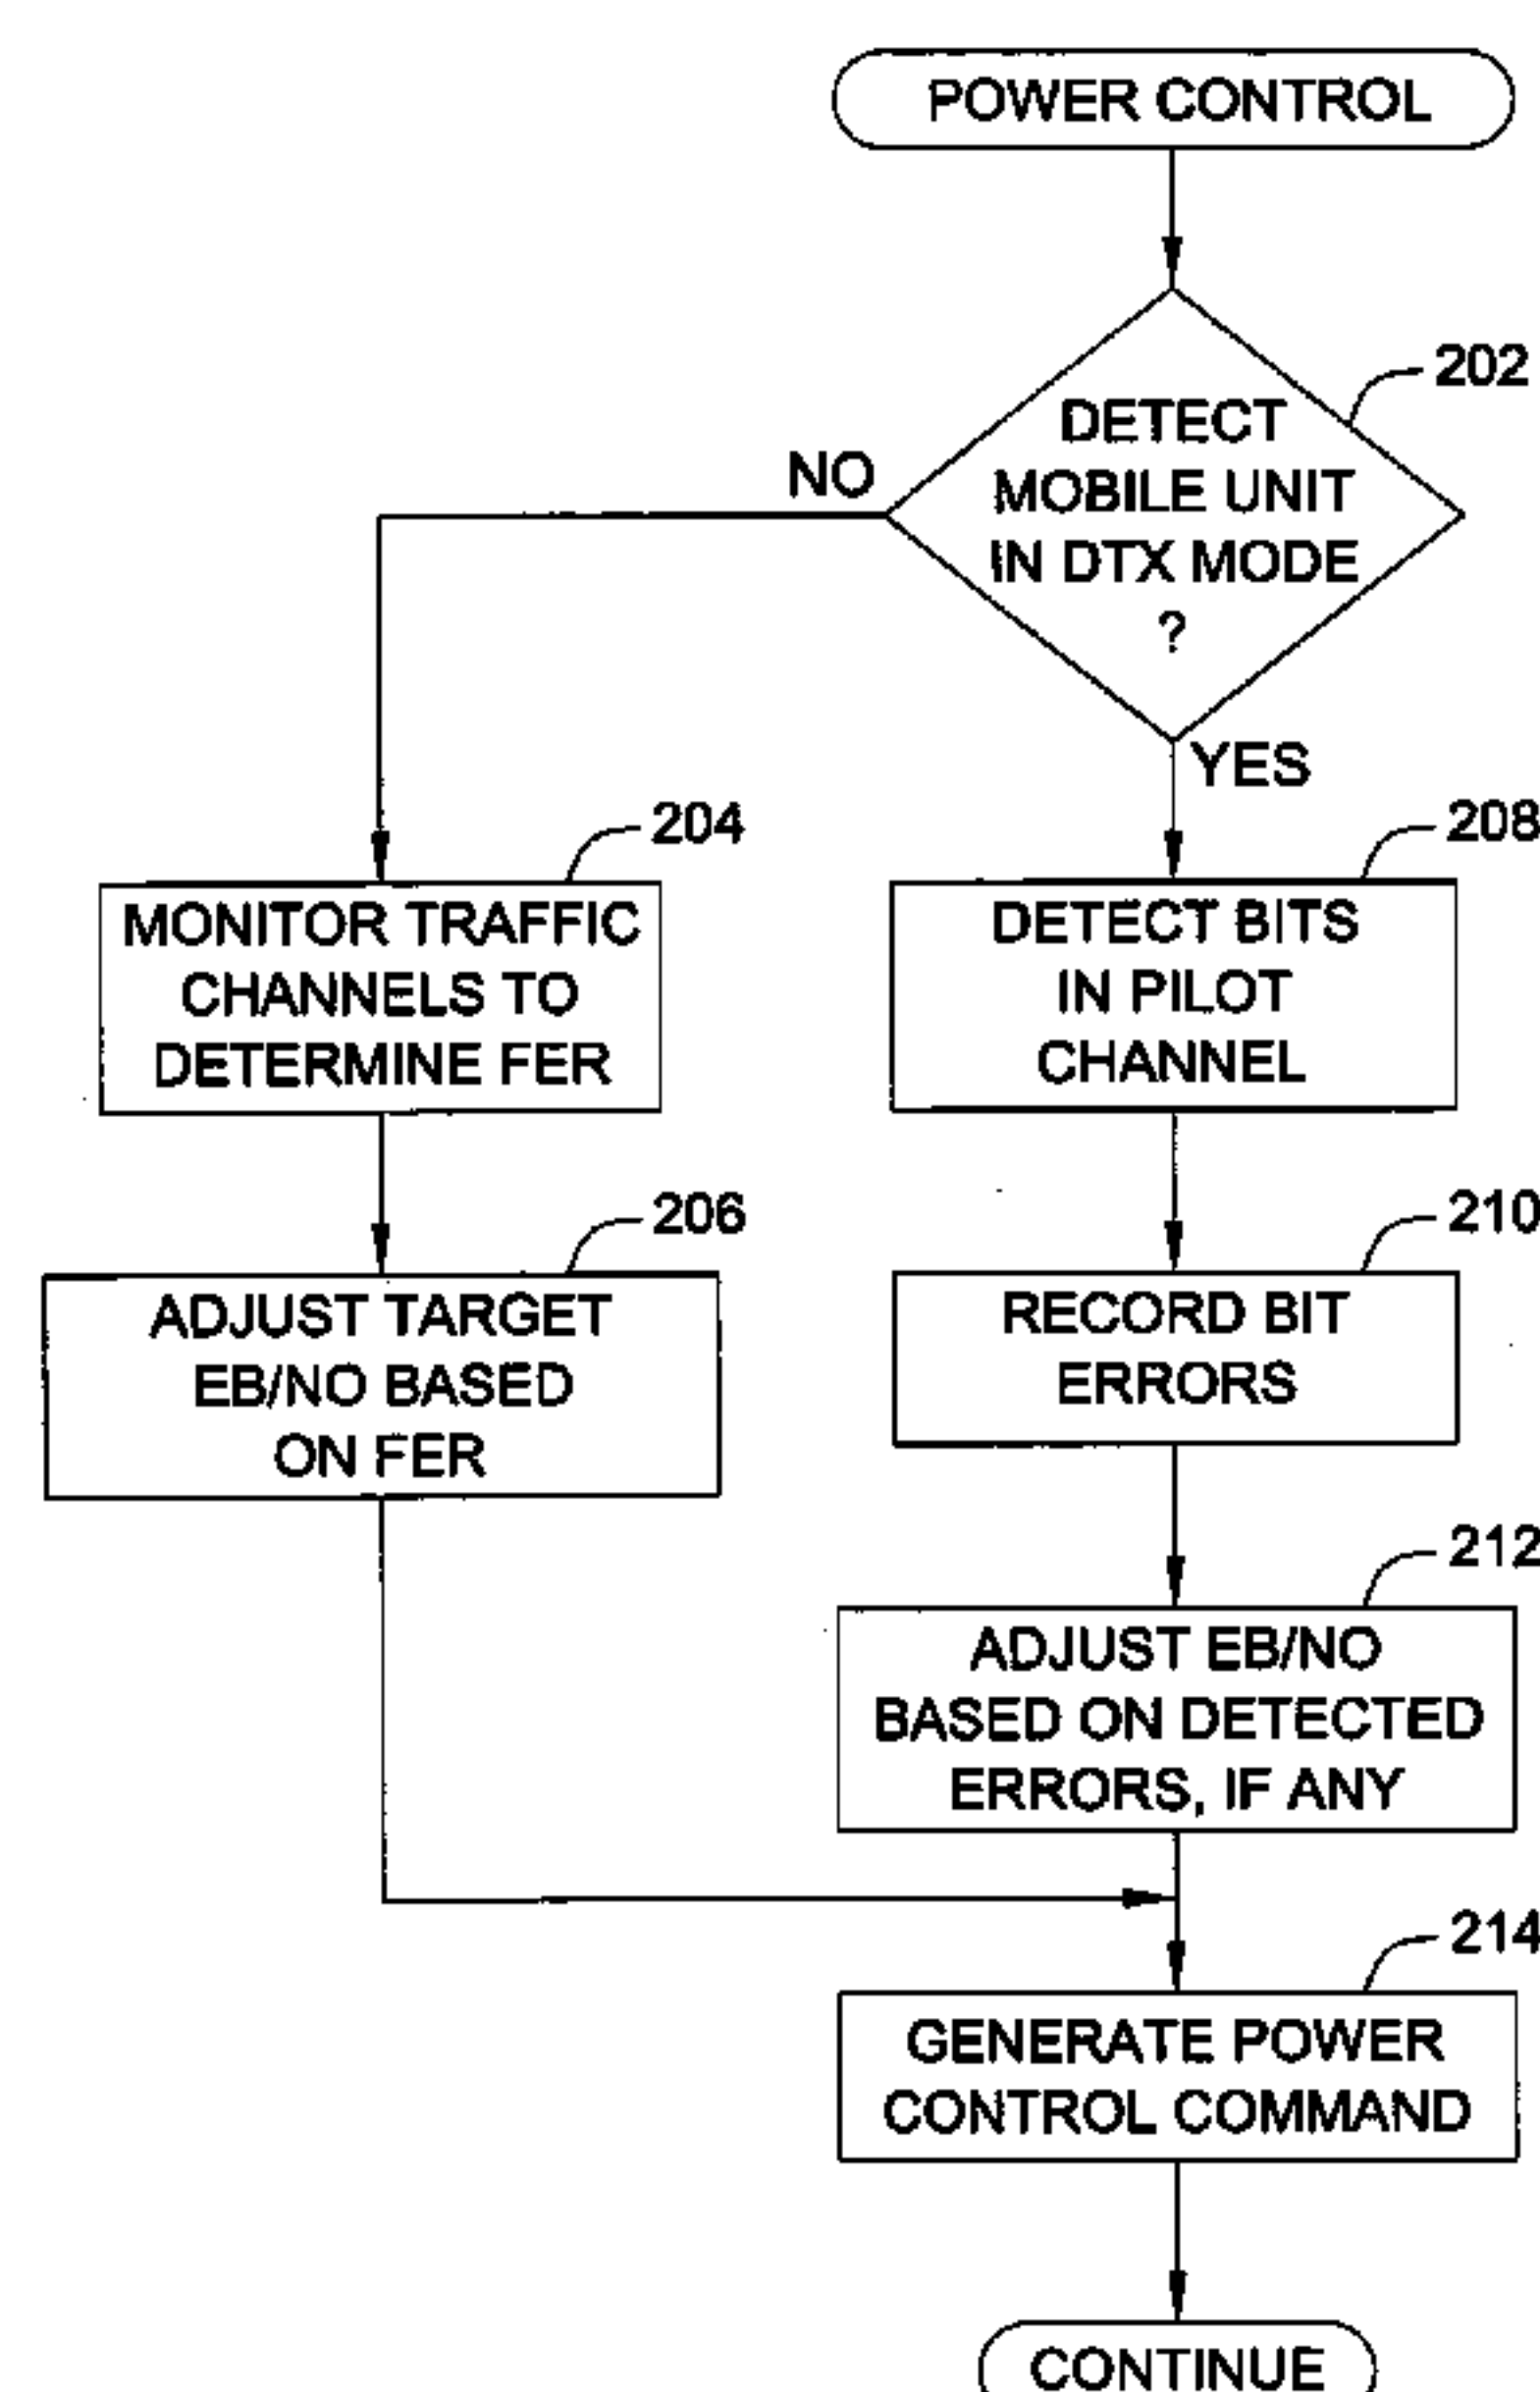 POWER CONTROL
202
DETECT
MOBILE UNIT
IN DTX MODE
?
NO
YES
204
MONITOR TRAFFIC
CHANNELS TO
DETERMINE FER
208
DETECT BITS
IN PILOT
CHANNEL
206
ADJUST TARGET
EB/NO BASED
ON FER
210
RECORD BIT
ERRORS
212
ADJUST EB/NO
BASED ON DETECTED
ERRORS, IF ANY
214
GENERATE POWER
CONTROL COMMAND
CONTINUE